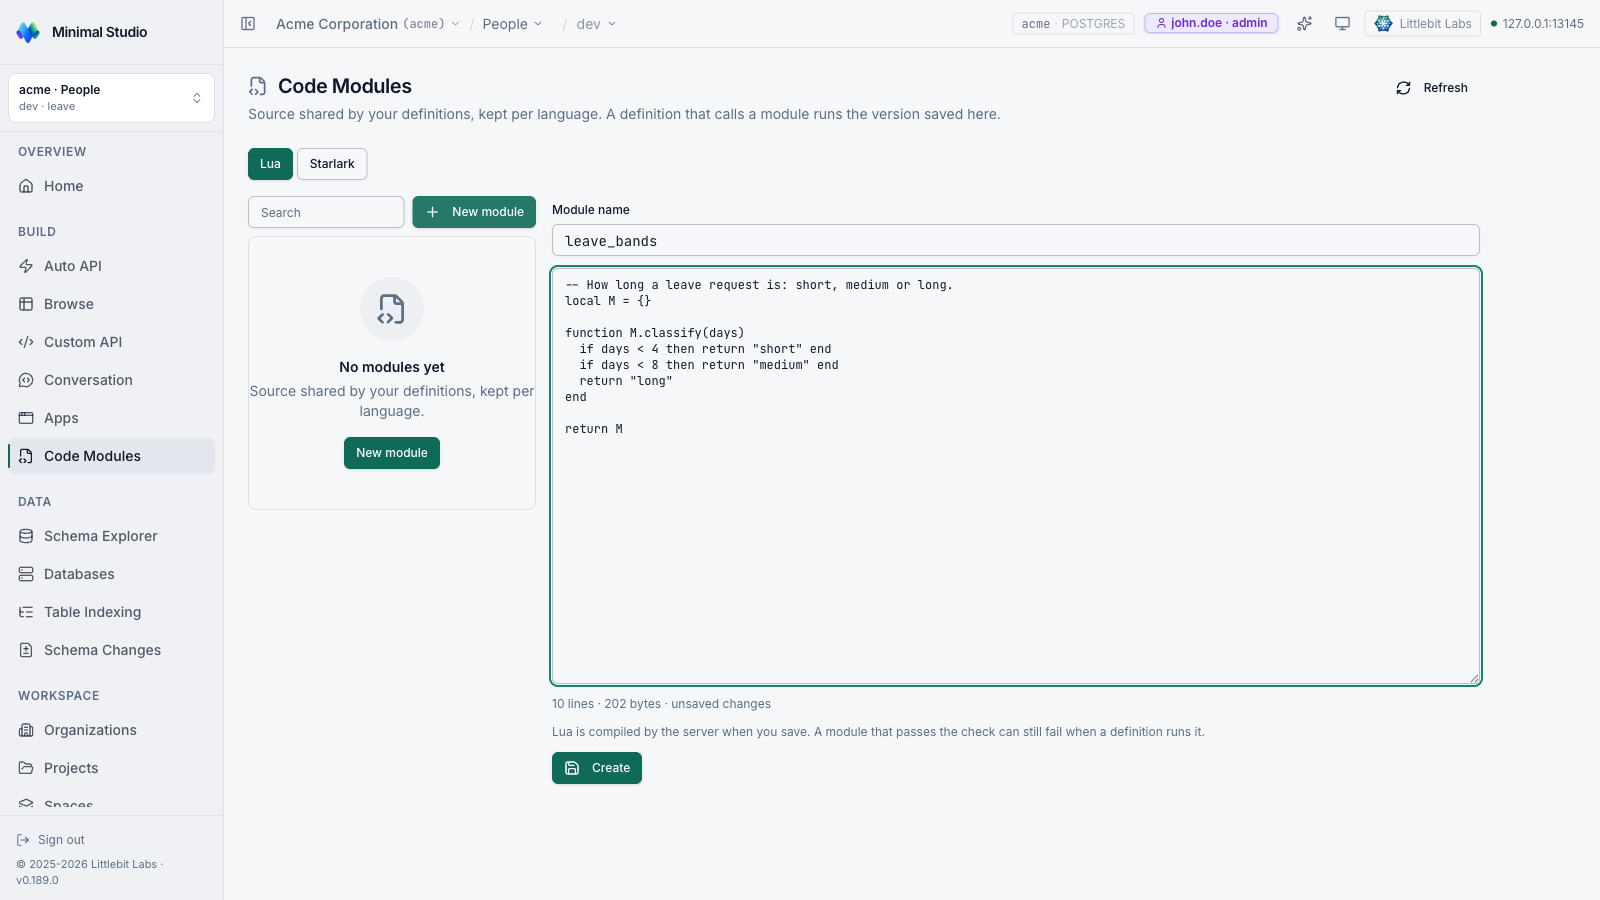 Minimal Studio
Acme Corporation (acme) / People / dev
acme · POSTGRES
john.doe · admin
Littlebit Labs
127.0.0.1:13145
acme · People
dev · leave
OVERVIEW
Home
BUILD
Auto API
Browse
Custom API
Conversation
Apps
Code Modules
DATA
Schema Explorer
Databases
Table Indexing
Schema Changes
WORKSPACE
Organizations
Projects
Spaces
Sign out
© 2025-2026 Littlebit Labs ·
v0.189.0
Code Modules
Refresh
Source shared by your definitions, kept per language. A definition that calls a module runs the version saved here.
Lua
Starlark
Search
New module
No modules yet
Source shared by your definitions, kept per
language.
New module
Module name
leave_bands
-- How long a leave request is: short, medium or long.
local M = {}
function M.classify(days)
  if days < 4 then return "short" end
  if days < 8 then return "medium" end
  return "long"
end
return M
10 lines · 202 bytes · unsaved changes
Lua is compiled by the server when you save. A module that passes the check can still fail when a definition runs it.
Create